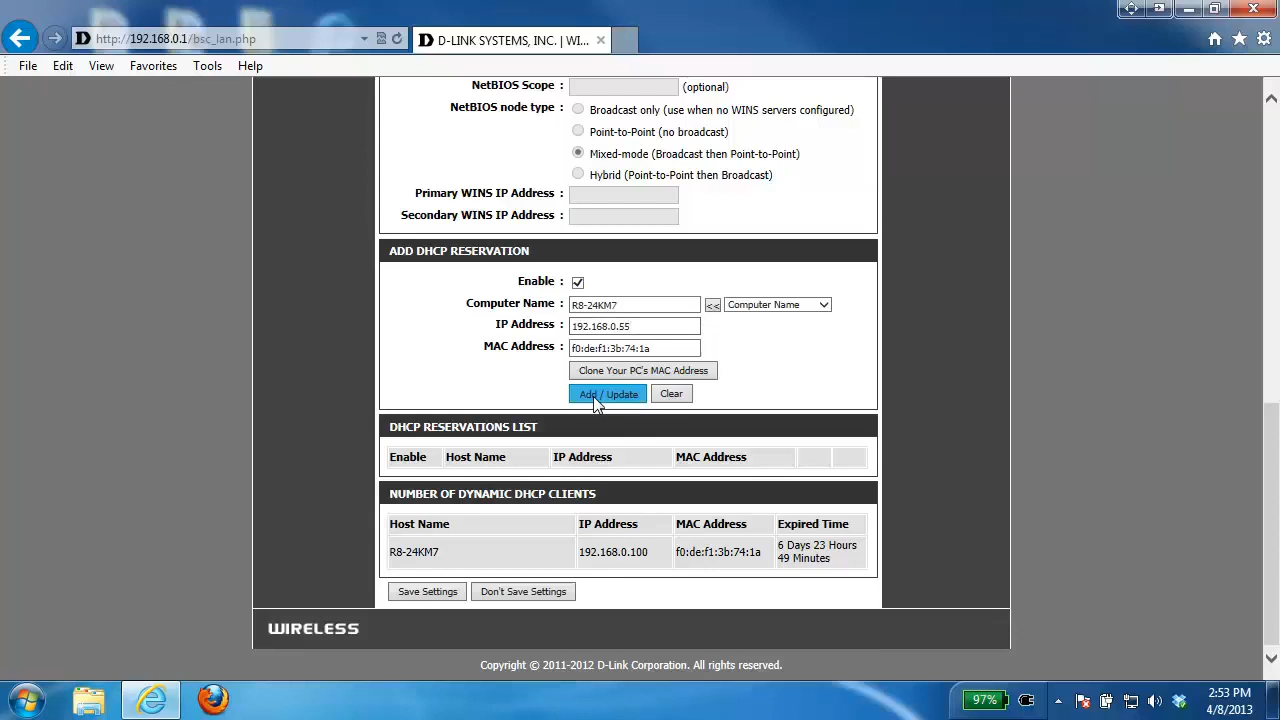 http://192.168.0.1/bsc_lan.php
D-LINK SYSTEMS, INC. | WI...
File Edit View Favorites Tools Help
NetBIOS Scope : (optional)
NetBIOS node type : Broadcast only (use when no WINS servers configured)
Point-to-Point (no broadcast)
Mixed-mode (Broadcast then Point-to-Point)
Hybrid (Point-to-Point then Broadcast)
Primary WINS IP Address :
Secondary WINS IP Address :
ADD DHCP RESERVATION
Enable :
Computer Name : R8-24KM7 << Computer Name
IP Address : 192.168.0.55
MAC Address : f0:de:f1:3b:74:1a
Clone Your PC's MAC Address
Add / Update Clear
DHCP RESERVATIONS LIST
Enable Host Name IP Address MAC Address
NUMBER OF DYNAMIC DHCP CLIENTS
Host Name IP Address MAC Address Expired Time
R8-24KM7 192.168.0.100 f0:de:f1:3b:74:1a 6 Days 23 Hours
49 Minutes
Save Settings Don't Save Settings
WIRELESS
Copyright © 2011-2012 D-Link Corporation. All rights reserved.
97% 2:53 PM
4/8/2013